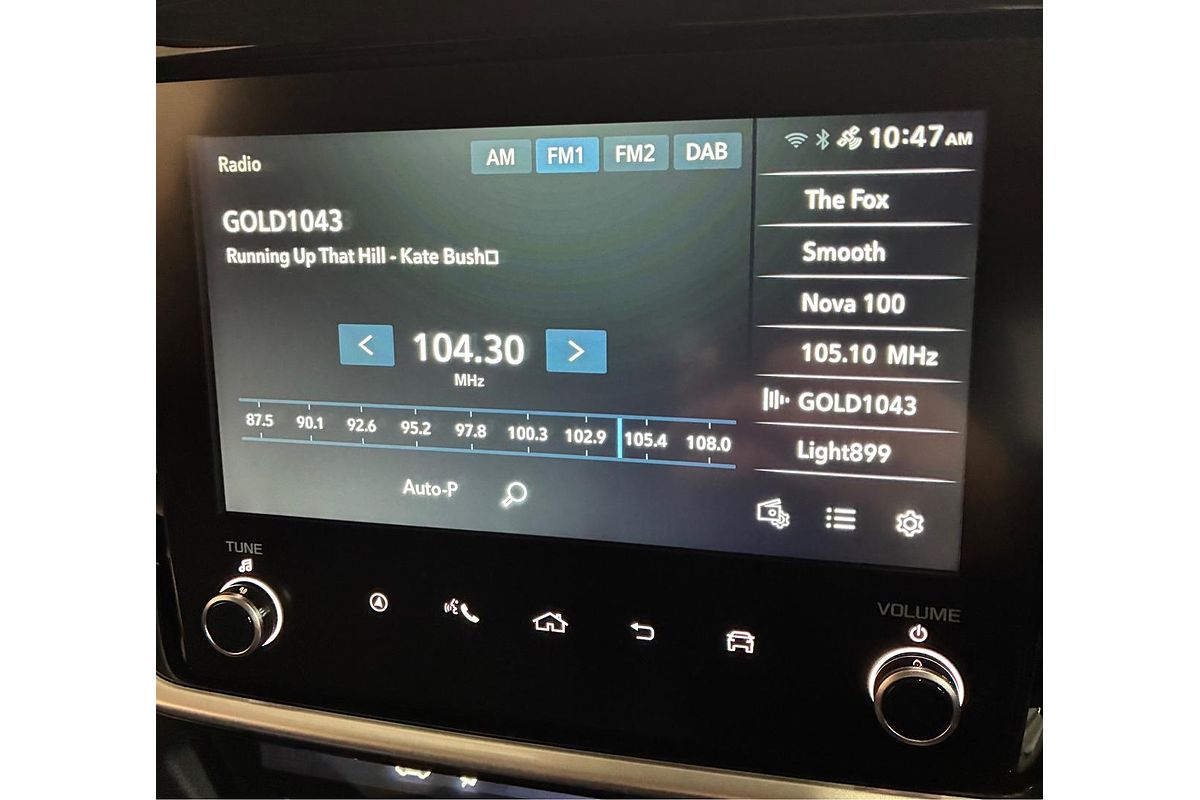 Radio
AM FM1 FM2 DAB
10:47AM
GOLD1043
Running Up That Hill - Kate Bush□
< 104.30 >
MHz
87.5 90.1 92.6 95.2 97.8 100.3 102.9 105.4 108.0
Auto-P
The Fox
Smooth
Nova 100
105.10 MHz
GOLD1043
Light899
TUNE
VOLUME